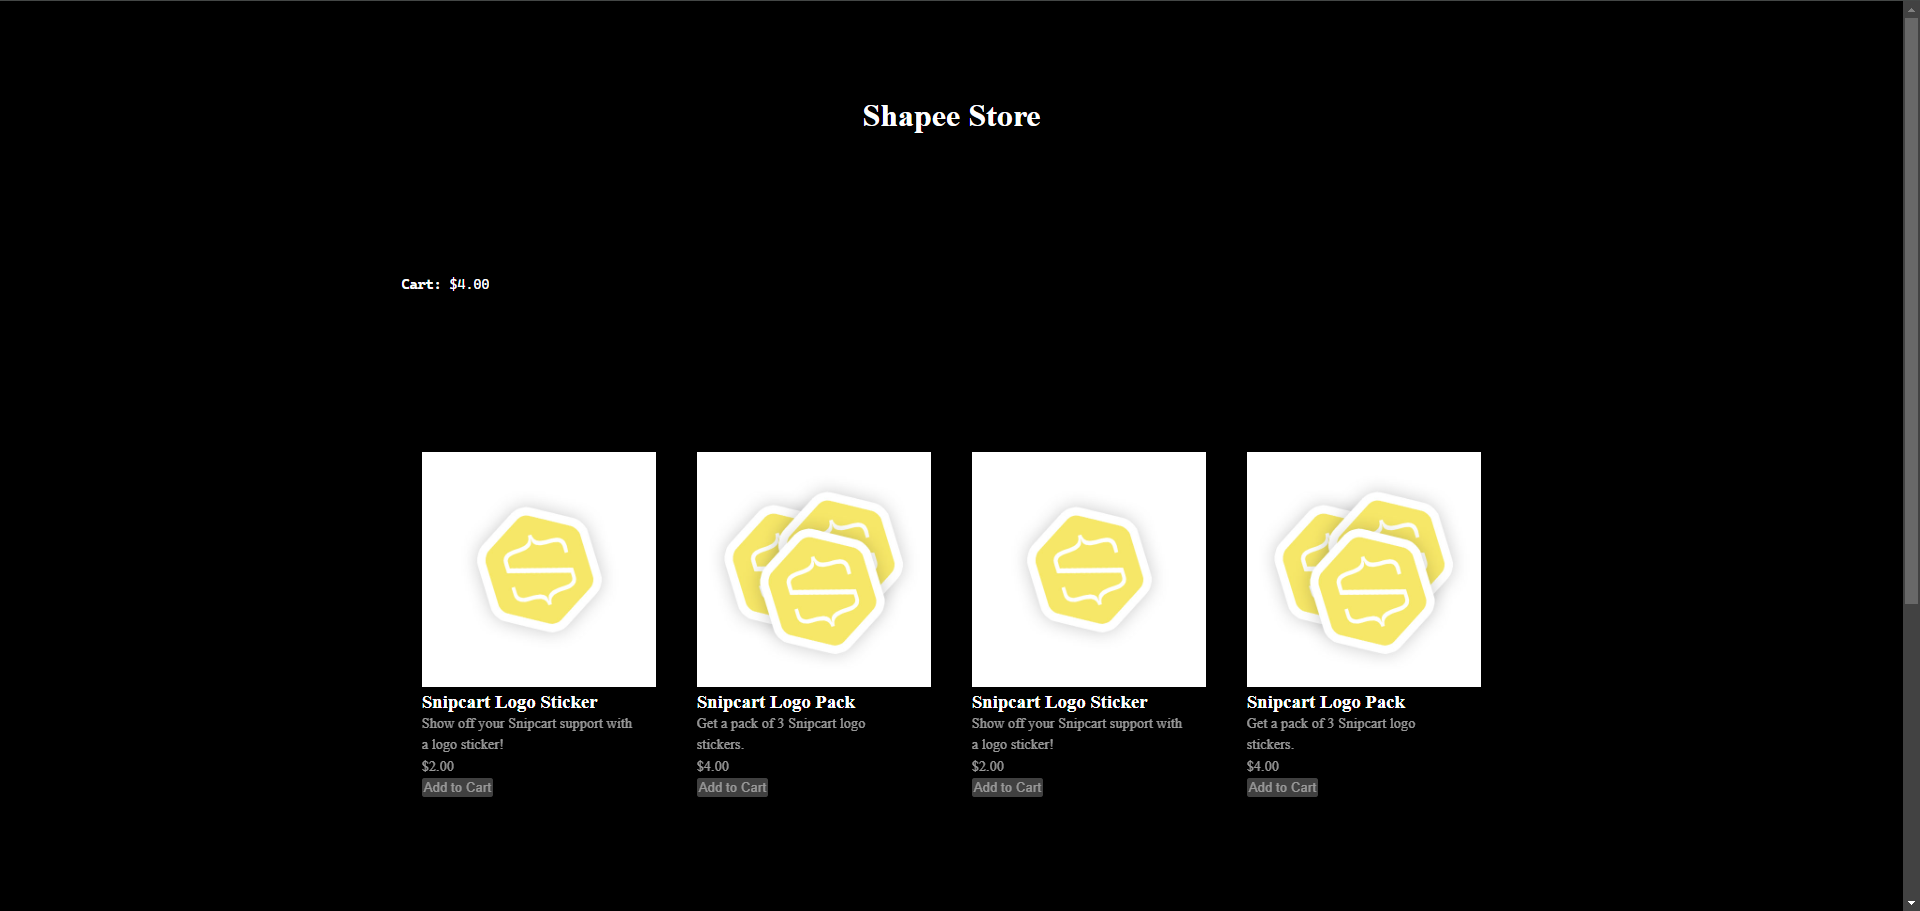 Shapee Store
Cart: $4.00
Snipcart Logo Sticker
Show off your Snipcart support with
a logo sticker!
$2.00
Add to Cart
Snipcart Logo Pack
Get a pack of 3 Snipcart logo
stickers.
$4.00
Add to Cart
Snipcart Logo Sticker
Show off your Snipcart support with
a logo sticker!
$2.00
Add to Cart
Snipcart Logo Pack
Get a pack of 3 Snipcart logo
stickers.
$4.00
Add to Cart